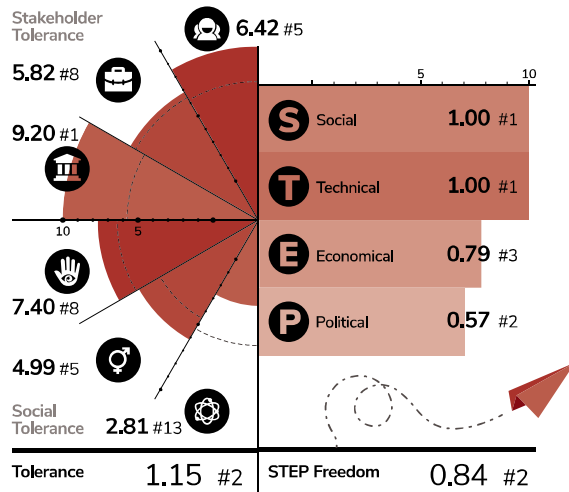 Stakeholder
Tolerance
6.42 #5
5.82 #8
9.20 #1
10 5
7.40 #8
4.99 #5
Social
Tolerance
2.81 #13
5 10
S Social 1.00 #1
T Technical 1.00 #1
E Economical 0.79 #3
P Political 0.57 #2
Tolerance 1.15 #2
STEP Freedom 0.84 #2